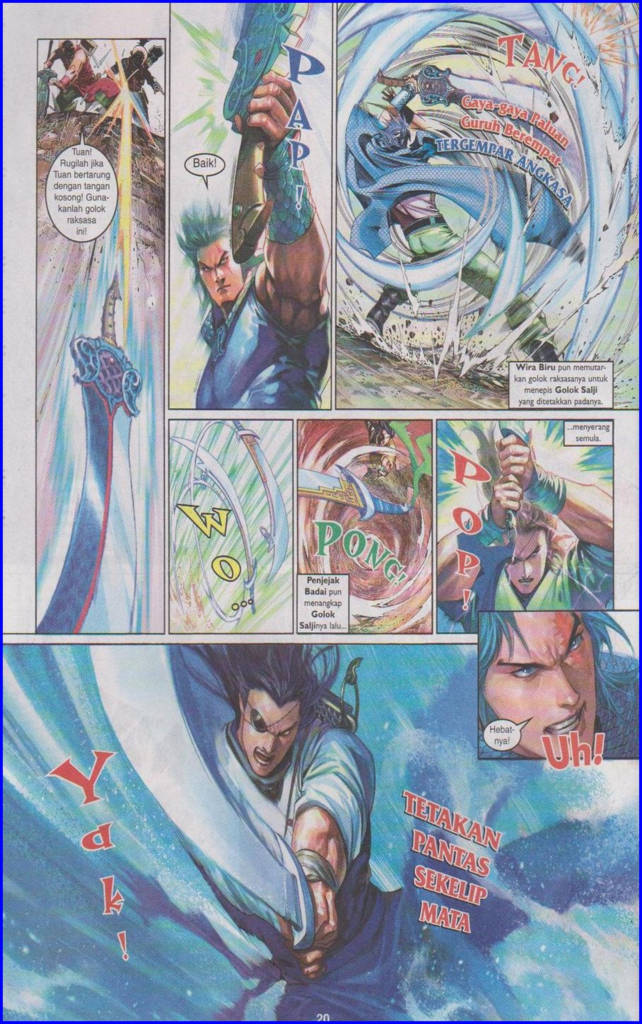 Tuan!
Rugilah jika
Tuan bertarung
dengan tangan
kosong! Guna-
kanlah golok
raksasa
ini!
Baik!
PAP!
TANG!
Gaya-gaya Paluan
Guruh Berempat
TERGEMPAR ANGKASA
Wira Biru pun memutar-
kan golok raksasanya untuk
menepis Golok Salji
yang ditetakkan padanya.
WO...
PONG!
Penjejak
Badai pun
menangkap
Golok
Saljinya lalu...
...menyerang
semula.
POP!
Hebat-
nya!
Uh!
Yak!
TETAKAN
PANTAS
SEKELIP
MATA
20